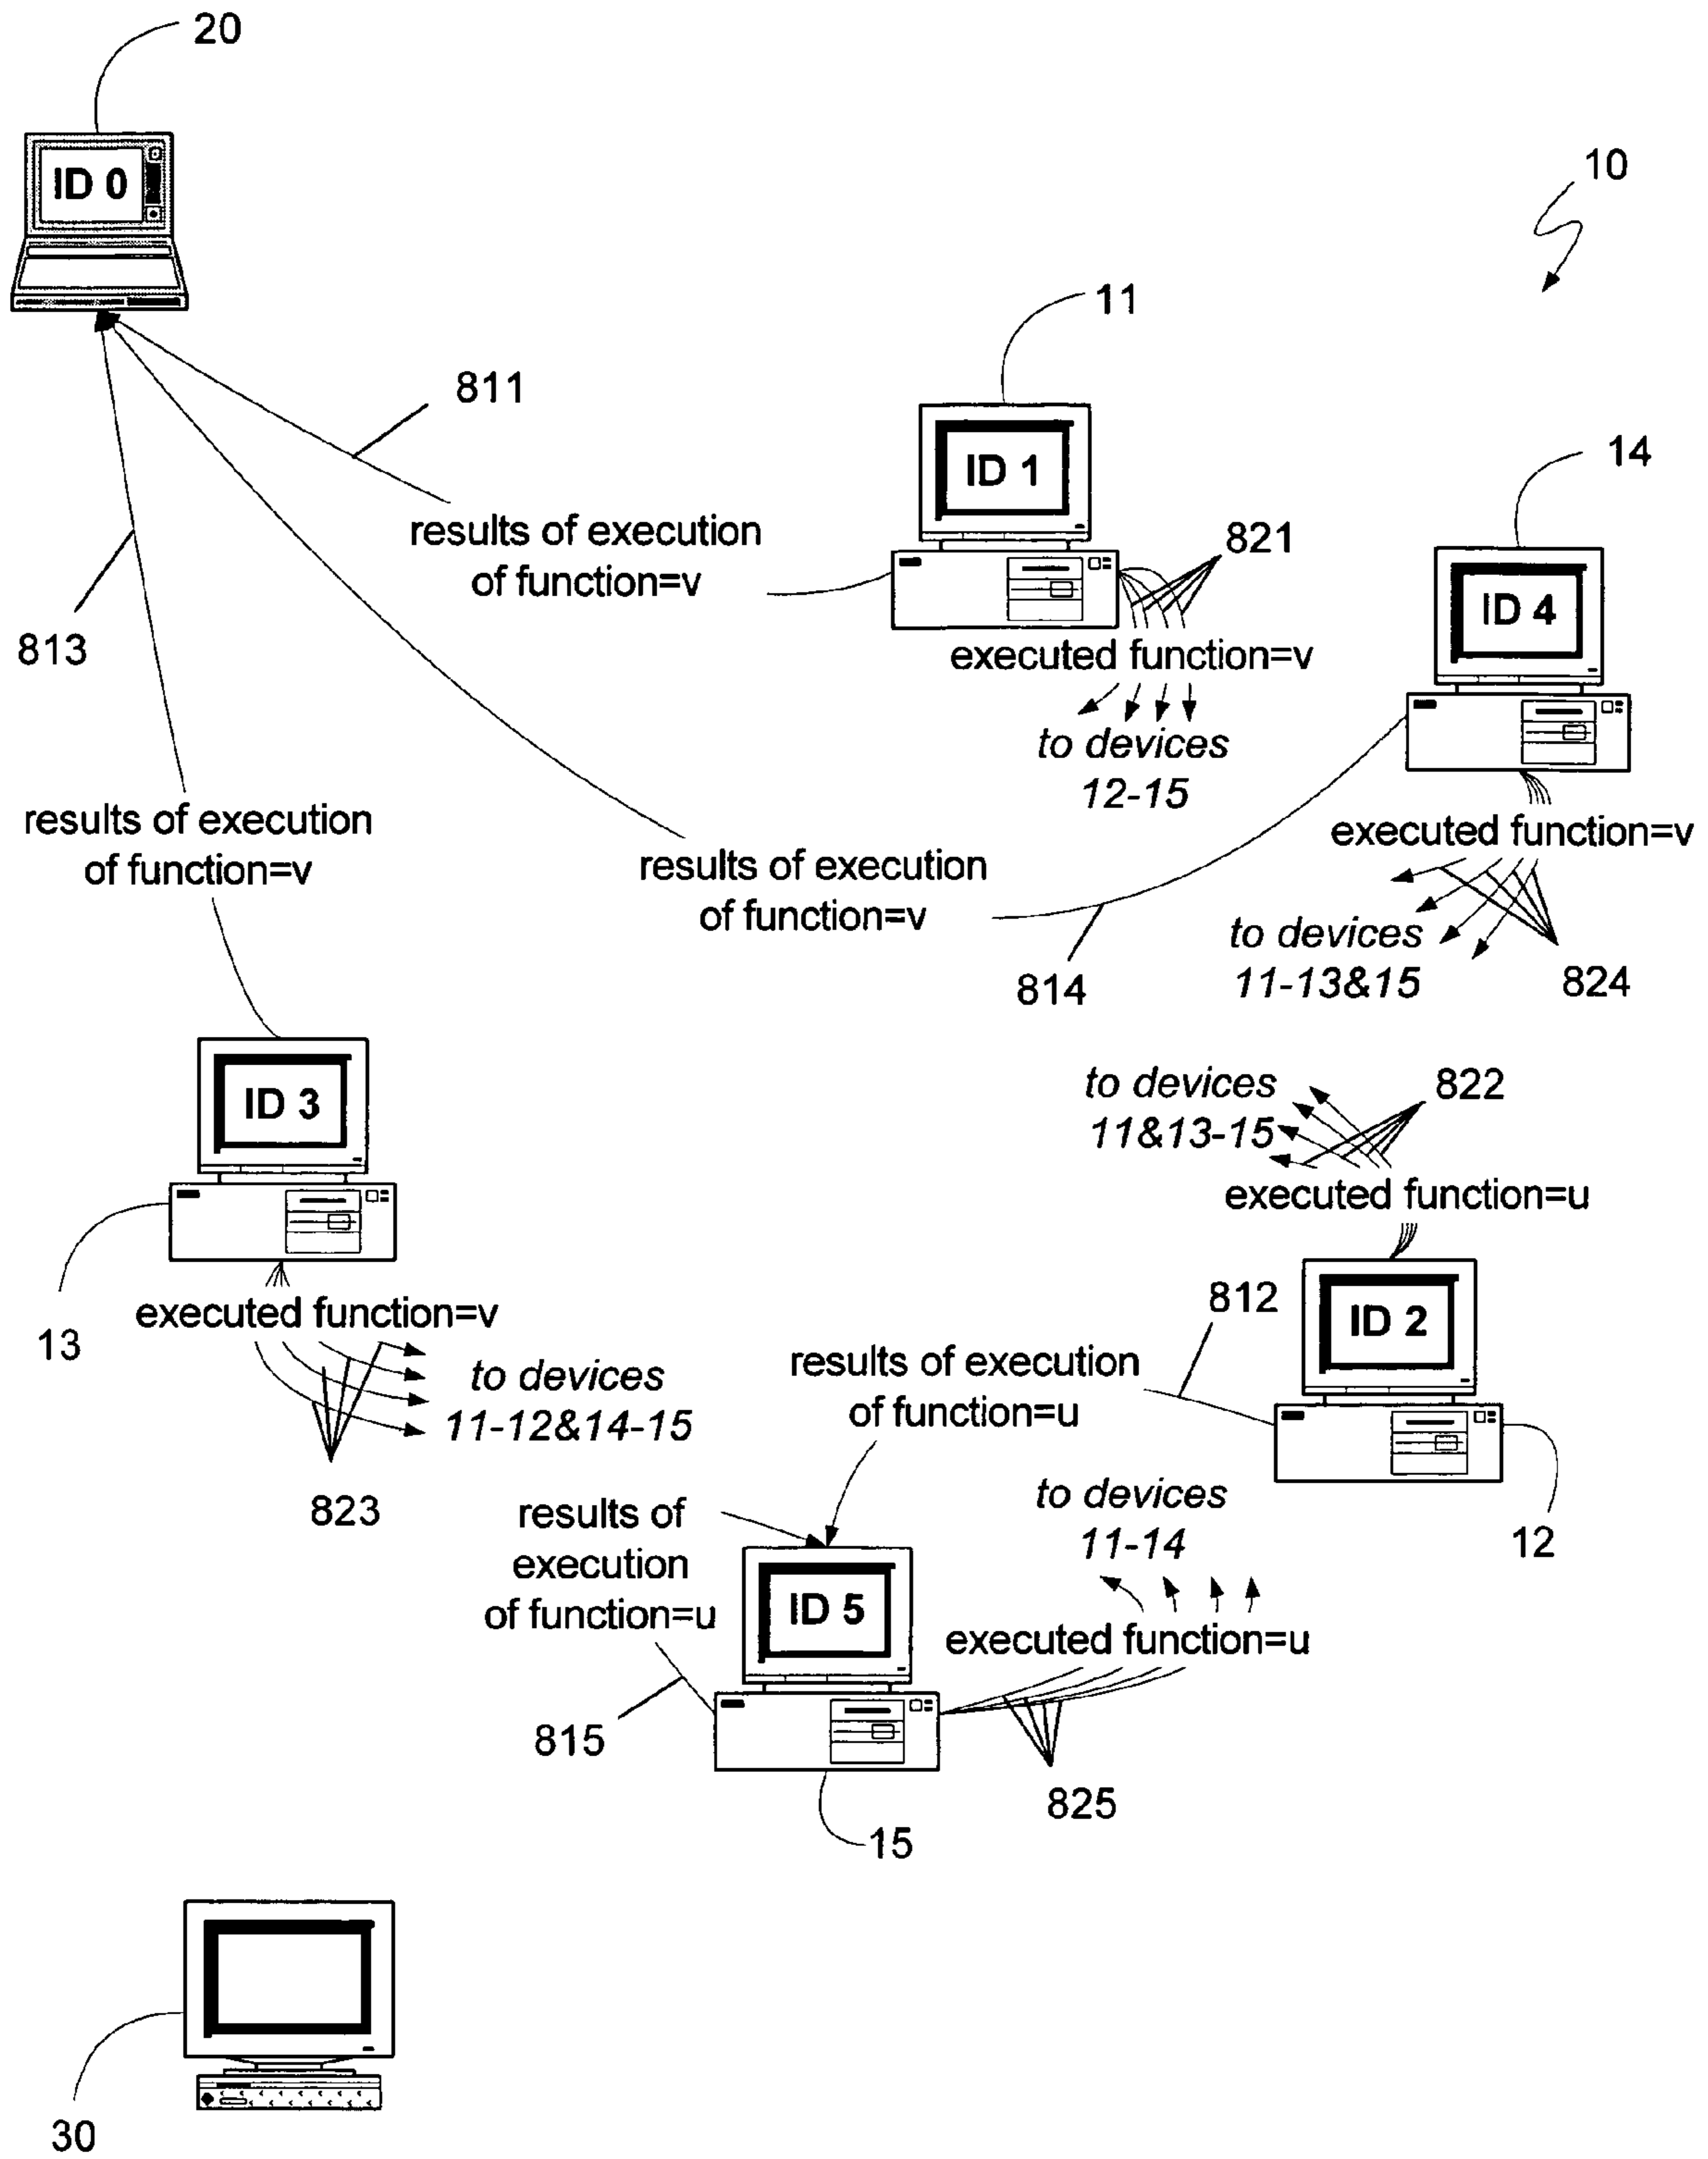 20
ID 0
10
11
811
ID 1
14
results of execution
of function=v
821
ID 4
813
executed function=v
to devices
12-15
results of execution
of function=v
executed function=v
results of execution
of function=v
to devices
11-13&15
814
824
ID 3
to devices
11&13-15
822
executed function=u
13
executed function=v
812
ID 2
to devices
11-12&14-15
results of execution
of function=u
823
results of
execution
of function=u
to devices
11-14
12
ID 5
executed function=u
815
825
15
30